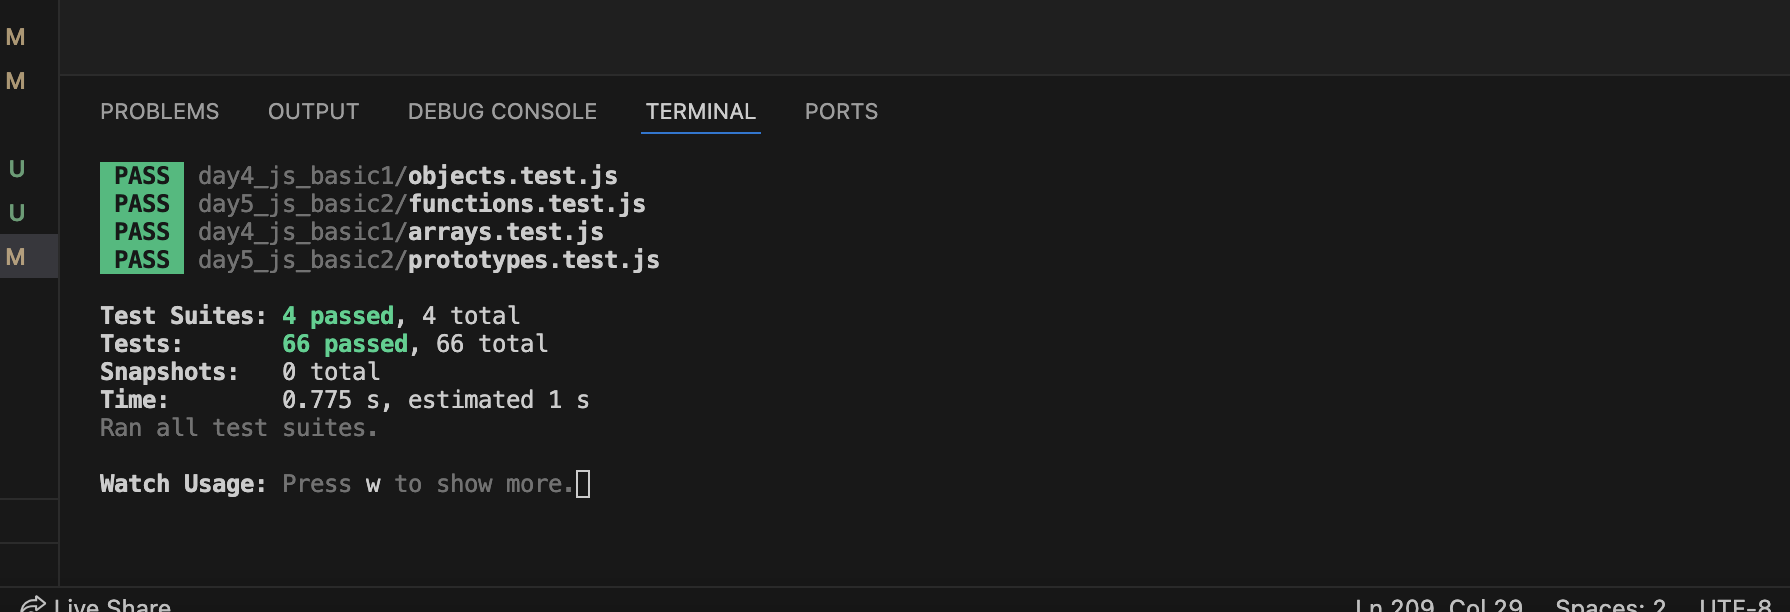 M
M
U
U
M
PROBLEMS OUTPUT DEBUG CONSOLE TERMINAL PORTS
PASS day4_js_basic1/objects.test.js
PASS day5_js_basic2/functions.test.js
PASS day4_js_basic1/arrays.test.js
PASS day5_js_basic2/prototypes.test.js
Test Suites: 4 passed, 4 total
Tests: 66 passed, 66 total
Snapshots: 0 total
Time: 0.775 s, estimated 1 s
Ran all test suites.
Watch Usage: Press w to show more.
Live Share Ln 209, Col 29 Spaces: 2 UTF-8